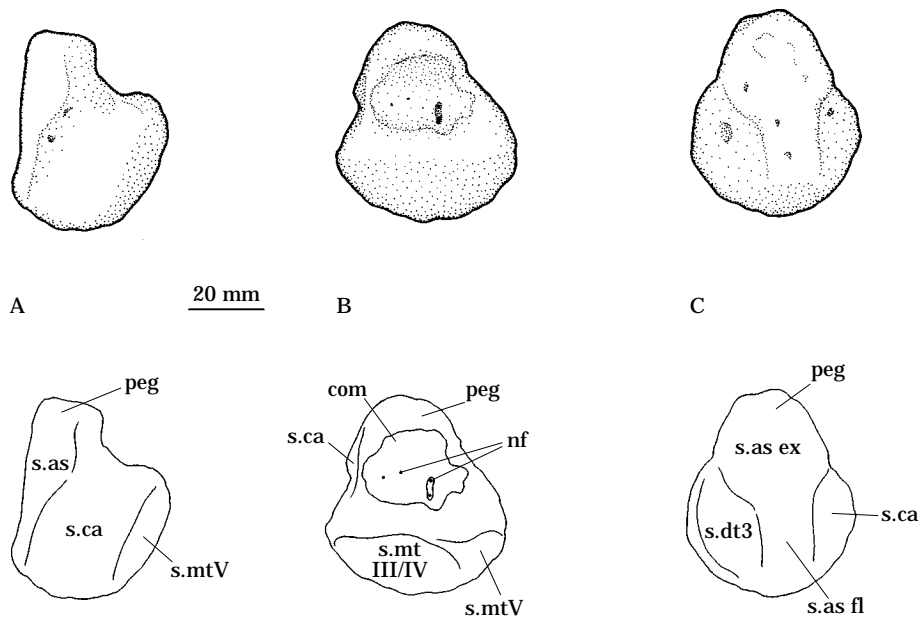 A
20 mm
B
C
peg
s.as
s.ca
s.mtV
com
peg
s.ca
nf
s.mt
III/IV
s.mtV
peg
s.as ex
s.dt3
s.ca
s.as fl